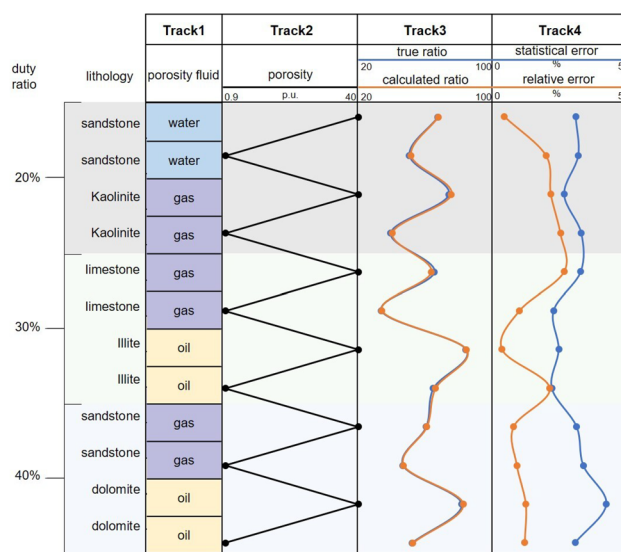 Track1 Track2 Track3 Track4
true ratio statistical error
duty ratio lithology porosity fluid porosity 20 100 0 % 5
calculated ratio relative error
0.9 p.u. 40 20 100 0 % 5
sandstone water
sandstone water
20%
Kaolinite gas
Kaolinite gas
limestone gas
limestone gas
30%
Illite oil
Illite oil
sandstone gas
sandstone gas
40%
dolomite oil
dolomite oil